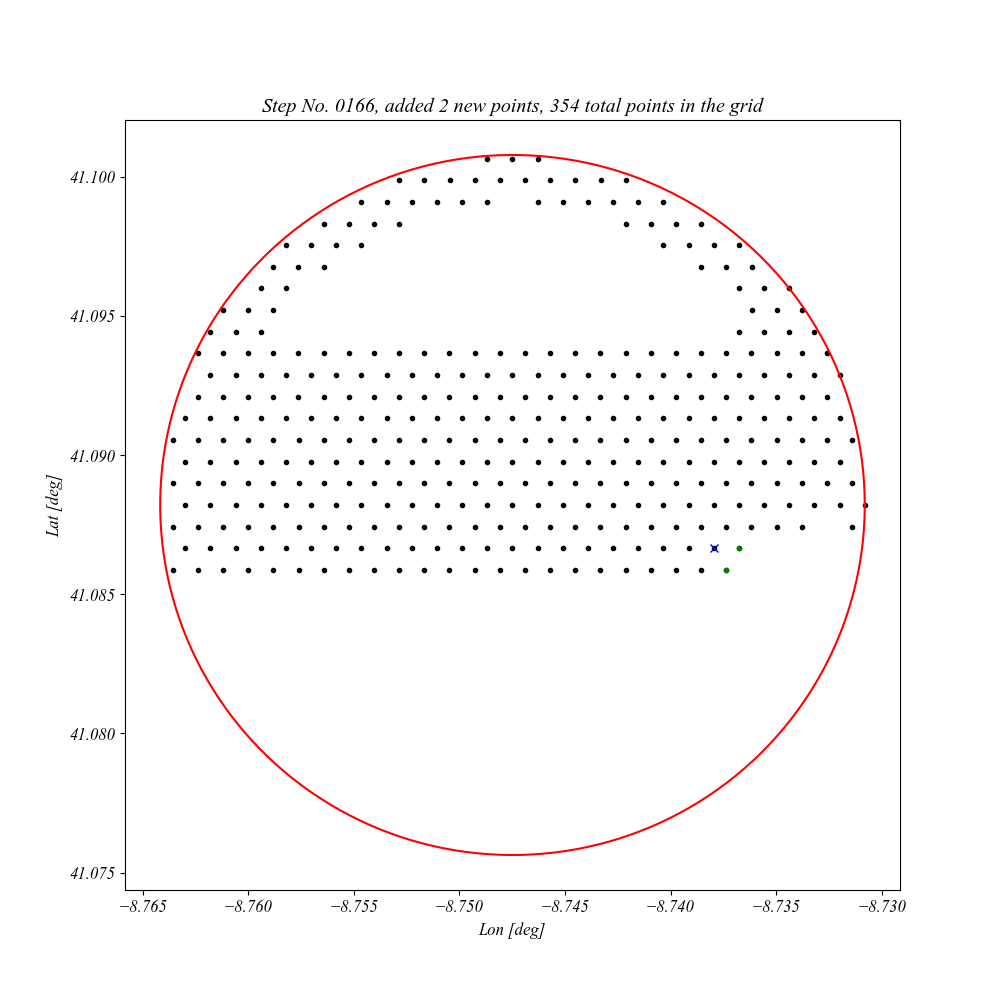 Step No. 0166, added 2 new points, 354 total points in the grid
41.100
41.095
41.090
41.085
41.080
41.075
Lat [deg]
−8.765 −8.760 −8.755 −8.750 −8.745 −8.740 −8.735 −8.730
Lon [deg]